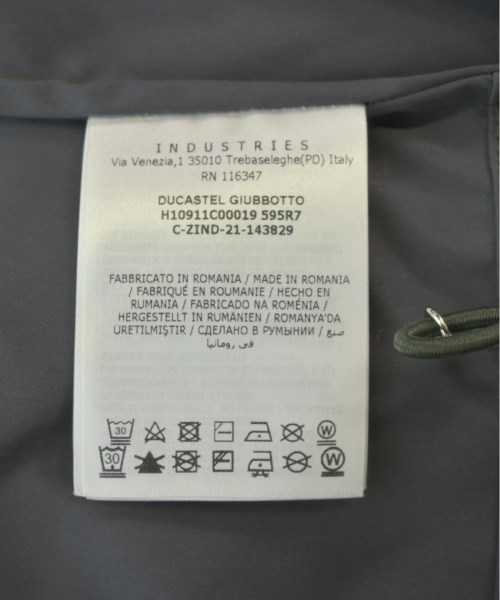 INDUSTRIES
Via Venezia,1 35010 Trebaseleghe(PD) Italy
RN 116347
DUCASTEL GIUBBOTTO
H10911C00019 595R7
C-ZIND-21-143829
FABBRICATO IN ROMANIA / MADE IN ROMANIA
/ FABRIQUÉ EN ROUMANIE / HECHO EN
RUMANIA / FABRICADO NA ROMÉNIA /
HERGESTELLT IN RUMÄNIEN / ROMANYA'DA
ÜRETILMIŞTIR / СДЕЛАНО В РУМЫНИИ / صنع
في رومانيا
30 W
30 W